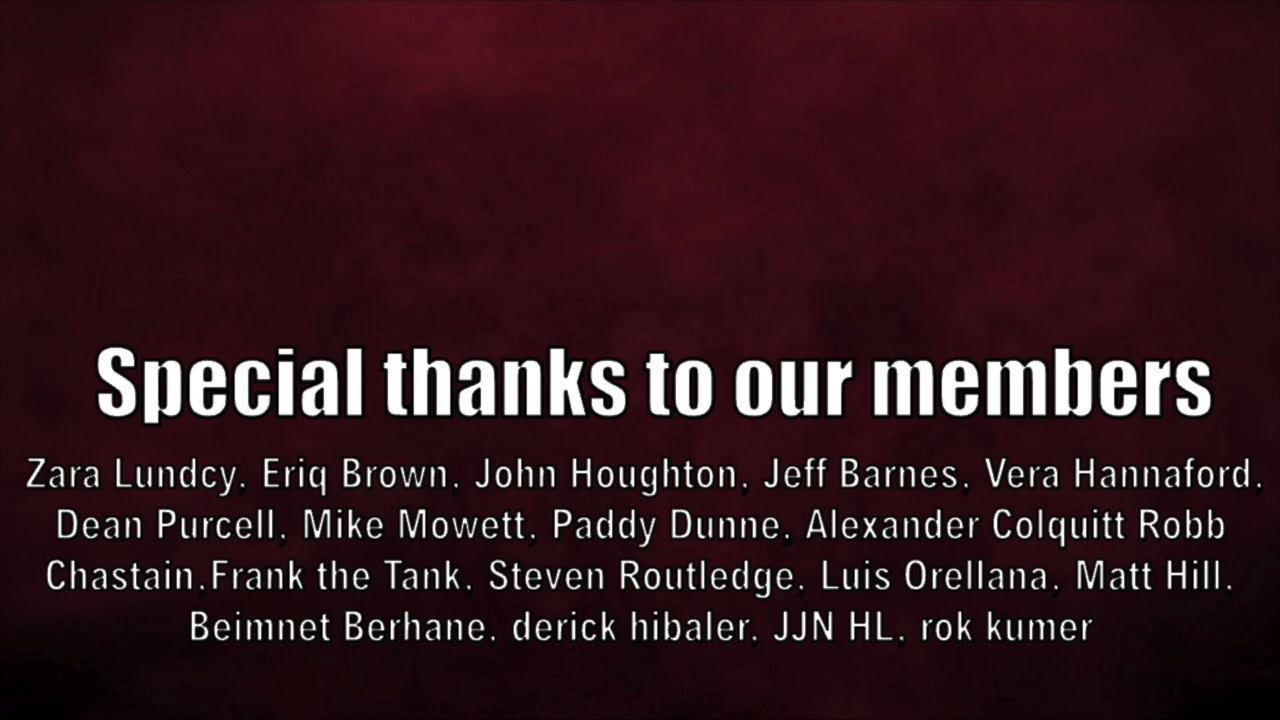 Special thanks to our members
Zara Lundcy, Eriq Brown, John Houghton, Jeff Barnes, Vera Hannaford,
Dean Purcell, Mike Mowett, Paddy Dunne, Alexander Colquitt Robb
Chastain,Frank the Tank, Steven Routledge, Luis Orellana, Matt Hill,
Beimnet Berhane, derick hibaler, JJN HL, rok kumer